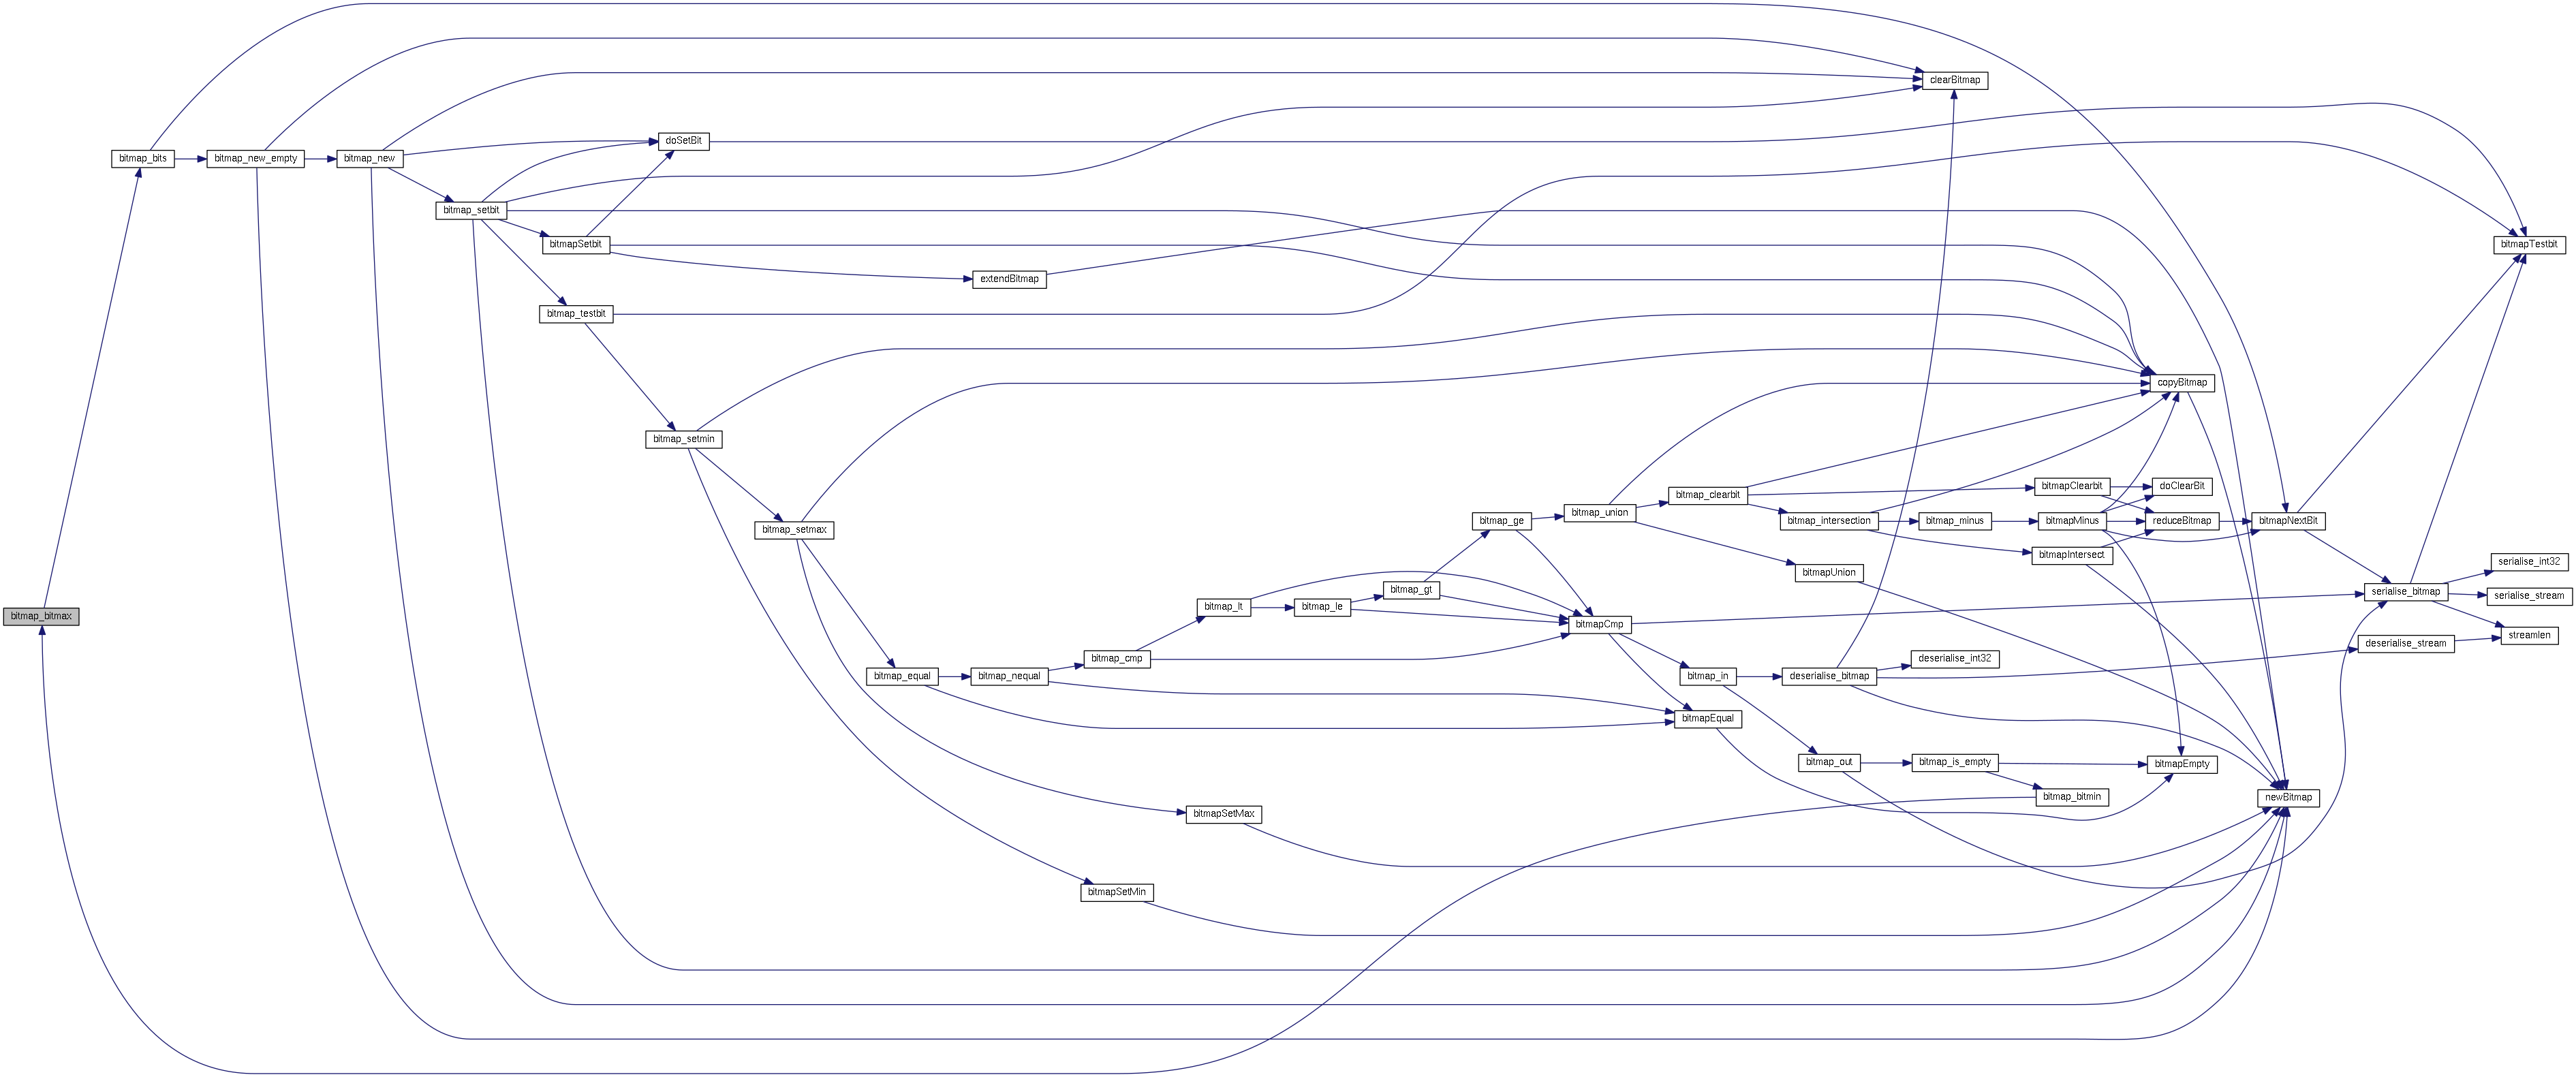 bitmap_bitmax
bitmap_bits
bitmap_new_empty
bitmap_new
bitmap_setbit
doSetBit
bitmapSetbit
extendBitmap
bitmap_testbit
bitmap_setmin
bitmap_setmax
bitmap_equal
bitmap_nequal
bitmap_cmp
bitmap_lt
bitmap_le
bitmap_gt
bitmap_ge
bitmapCmp
bitmap_union
bitmap_clearbit
bitmap_intersection
bitmap_minus
bitmapUnion
bitmap_in
bitmapEqual
deserialise_bitmap
bitmap_out
deserialise_int32
bitmap_is_empty
bitmap_bitmin
bitmapSetMax
bitmapSetMin
clearBitmap
bitmapTestbit
copyBitmap
bitmapClearbit
doClearBit
bitmapMinus
reduceBitmap
bitmapIntersect
bitmapNextBit
serialise_bitmap
serialise_int32
serialise_stream
streamlen
deserialise_stream
bitmapEmpty
newBitmap